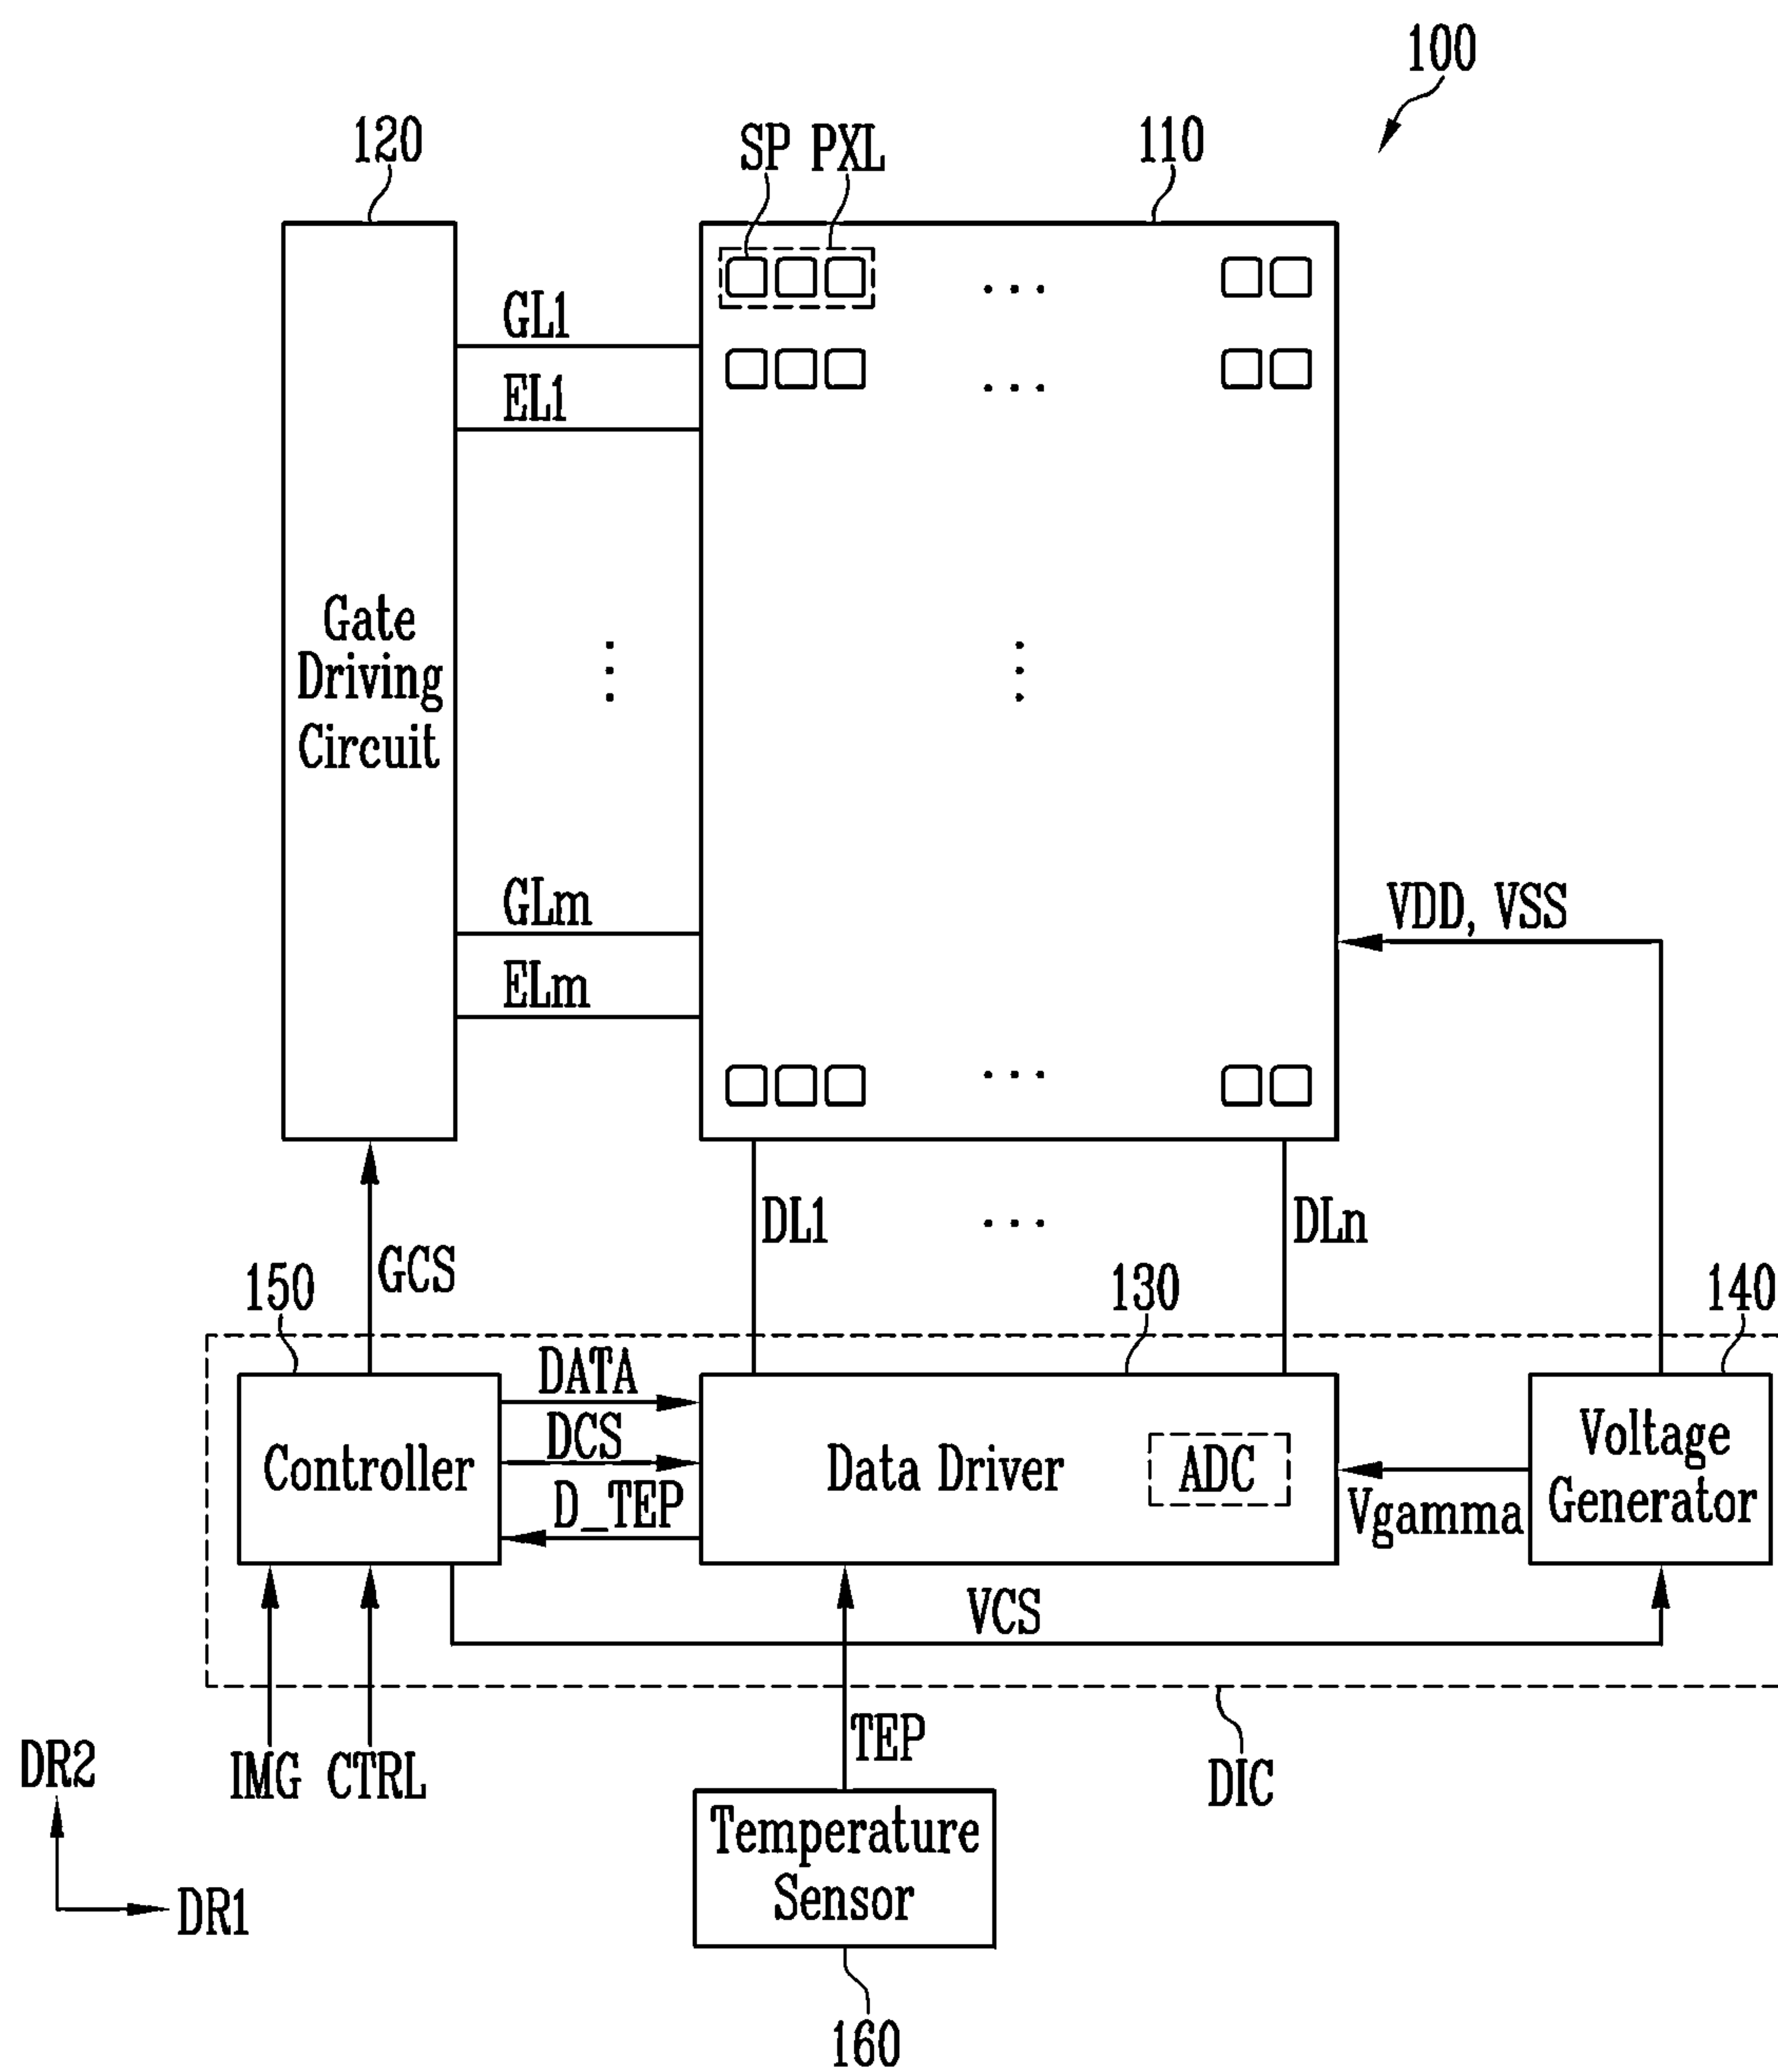 100
120
SP PXL
110
GL1
EL1
Gate
Driving
Circuit
GLm
ELm
VDD, VSS
DL1
DLn
GCS
150
130
140
DATA
DCS
D_TEP
Controller
Data Driver
ADC
Voltage
Generator
Vgamma
VCS
TEP
IMG CTRL
DIC
DR2
DR1
Temperature
Sensor
160